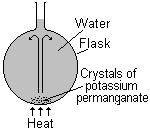 Water
Flask
Crystals of
potassium
permanganate
Heat